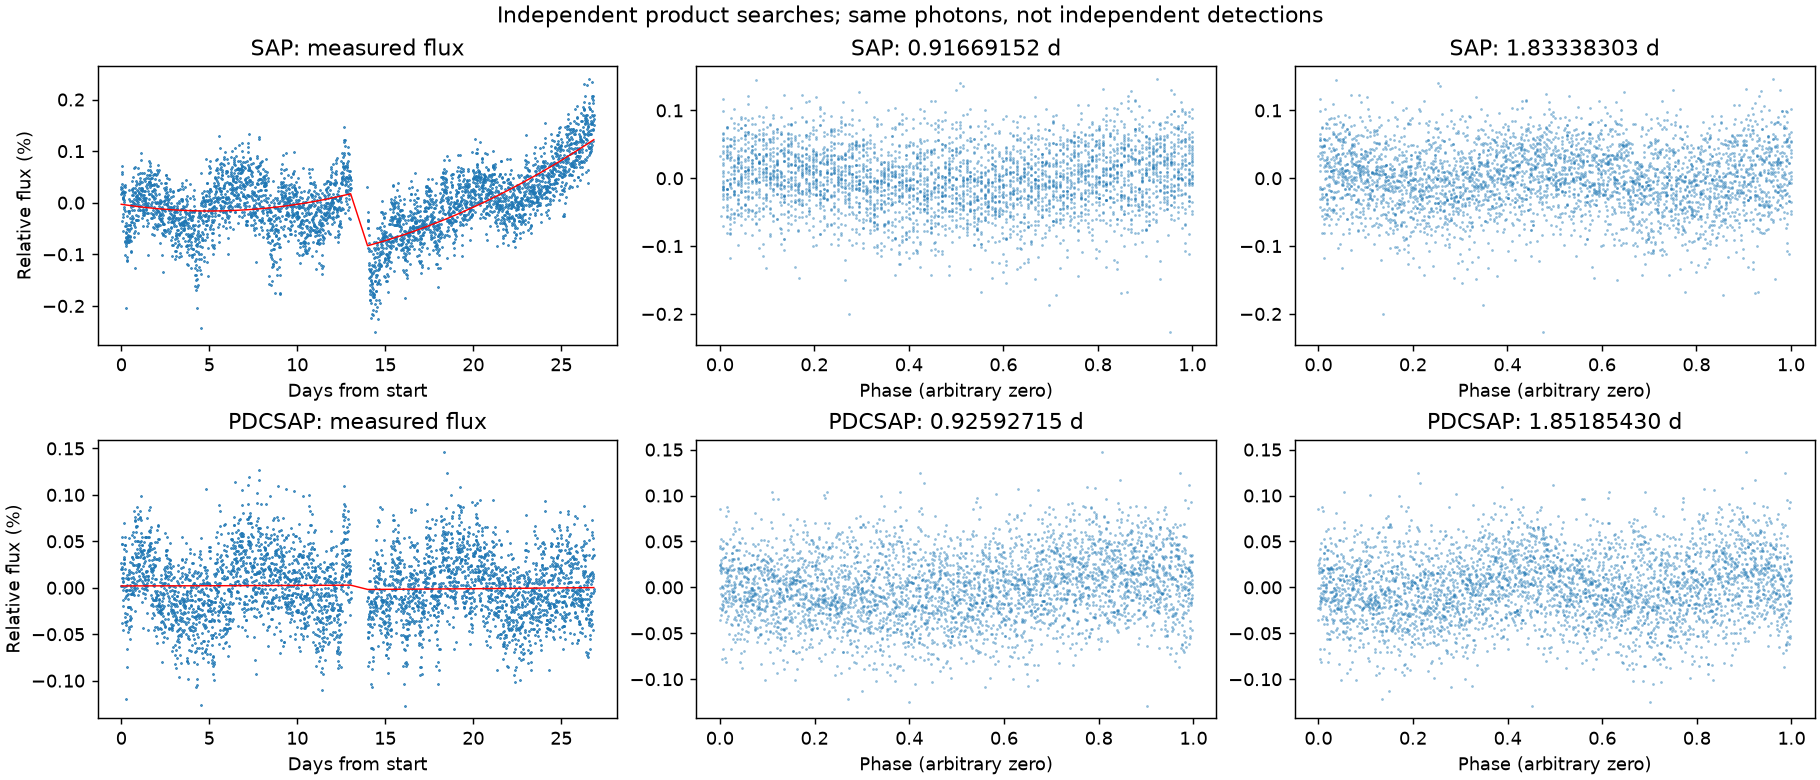 Independent product searches; same photons, not independent detections
SAP: measured flux
SAP: 0.91669152 d
SAP: 1.83338303 d
Relative flux (%)
0.2
0.1
0.0
−0.1
−0.2
0 5 10 15 20 25
Days from start
0.1
0.0
−0.1
−0.2
0.0 0.2 0.4 0.6 0.8 1.0
Phase (arbitrary zero)
0.1
0.0
−0.1
−0.2
0.0 0.2 0.4 0.6 0.8 1.0
Phase (arbitrary zero)
PDCSAP: measured flux
PDCSAP: 0.92592715 d
PDCSAP: 1.85185430 d
Relative flux (%)
0.15
0.10
0.05
0.00
−0.05
−0.10
0 5 10 15 20 25
Days from start
0.15
0.10
0.05
0.00
−0.05
−0.10
0.0 0.2 0.4 0.6 0.8 1.0
Phase (arbitrary zero)
0.15
0.10
0.05
0.00
−0.05
−0.10
0.0 0.2 0.4 0.6 0.8 1.0
Phase (arbitrary zero)